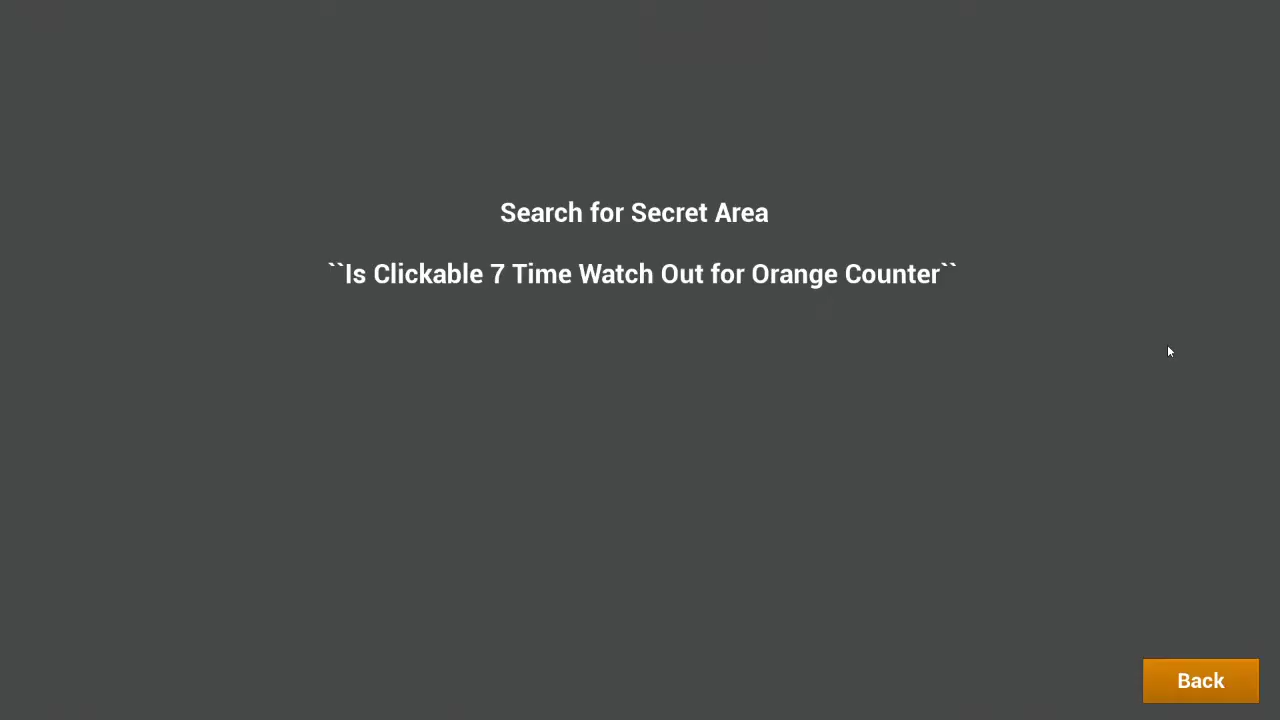 Search for Secret Area
``Is Clickable 7 Time Watch Out for Orange Counter``
Back